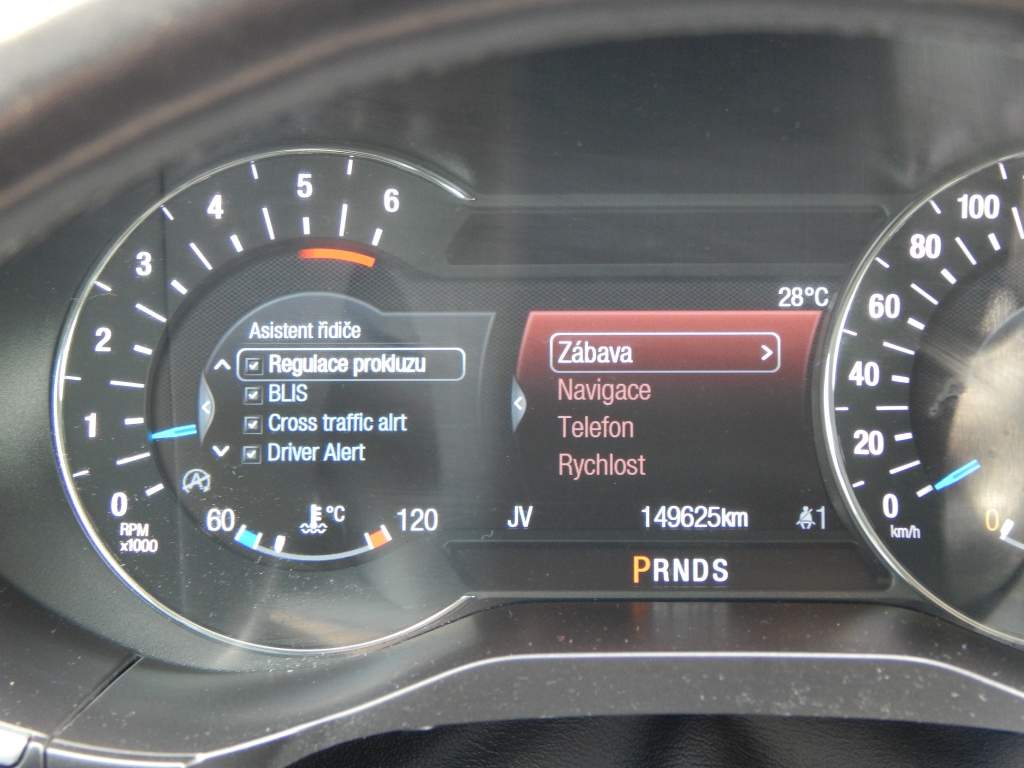 0
1
2
3
4
5
6
RPM
x1000
Asistent řidiče
Regulace prokluzu
BLIS
Cross traffic alrt
Driver Alert
A
60
°C
120
28°C
Zábava >
Navigace
Telefon
Rychlost
JV 149625km 1
PRNDS
0
20
40
60
80
100
km/h
0